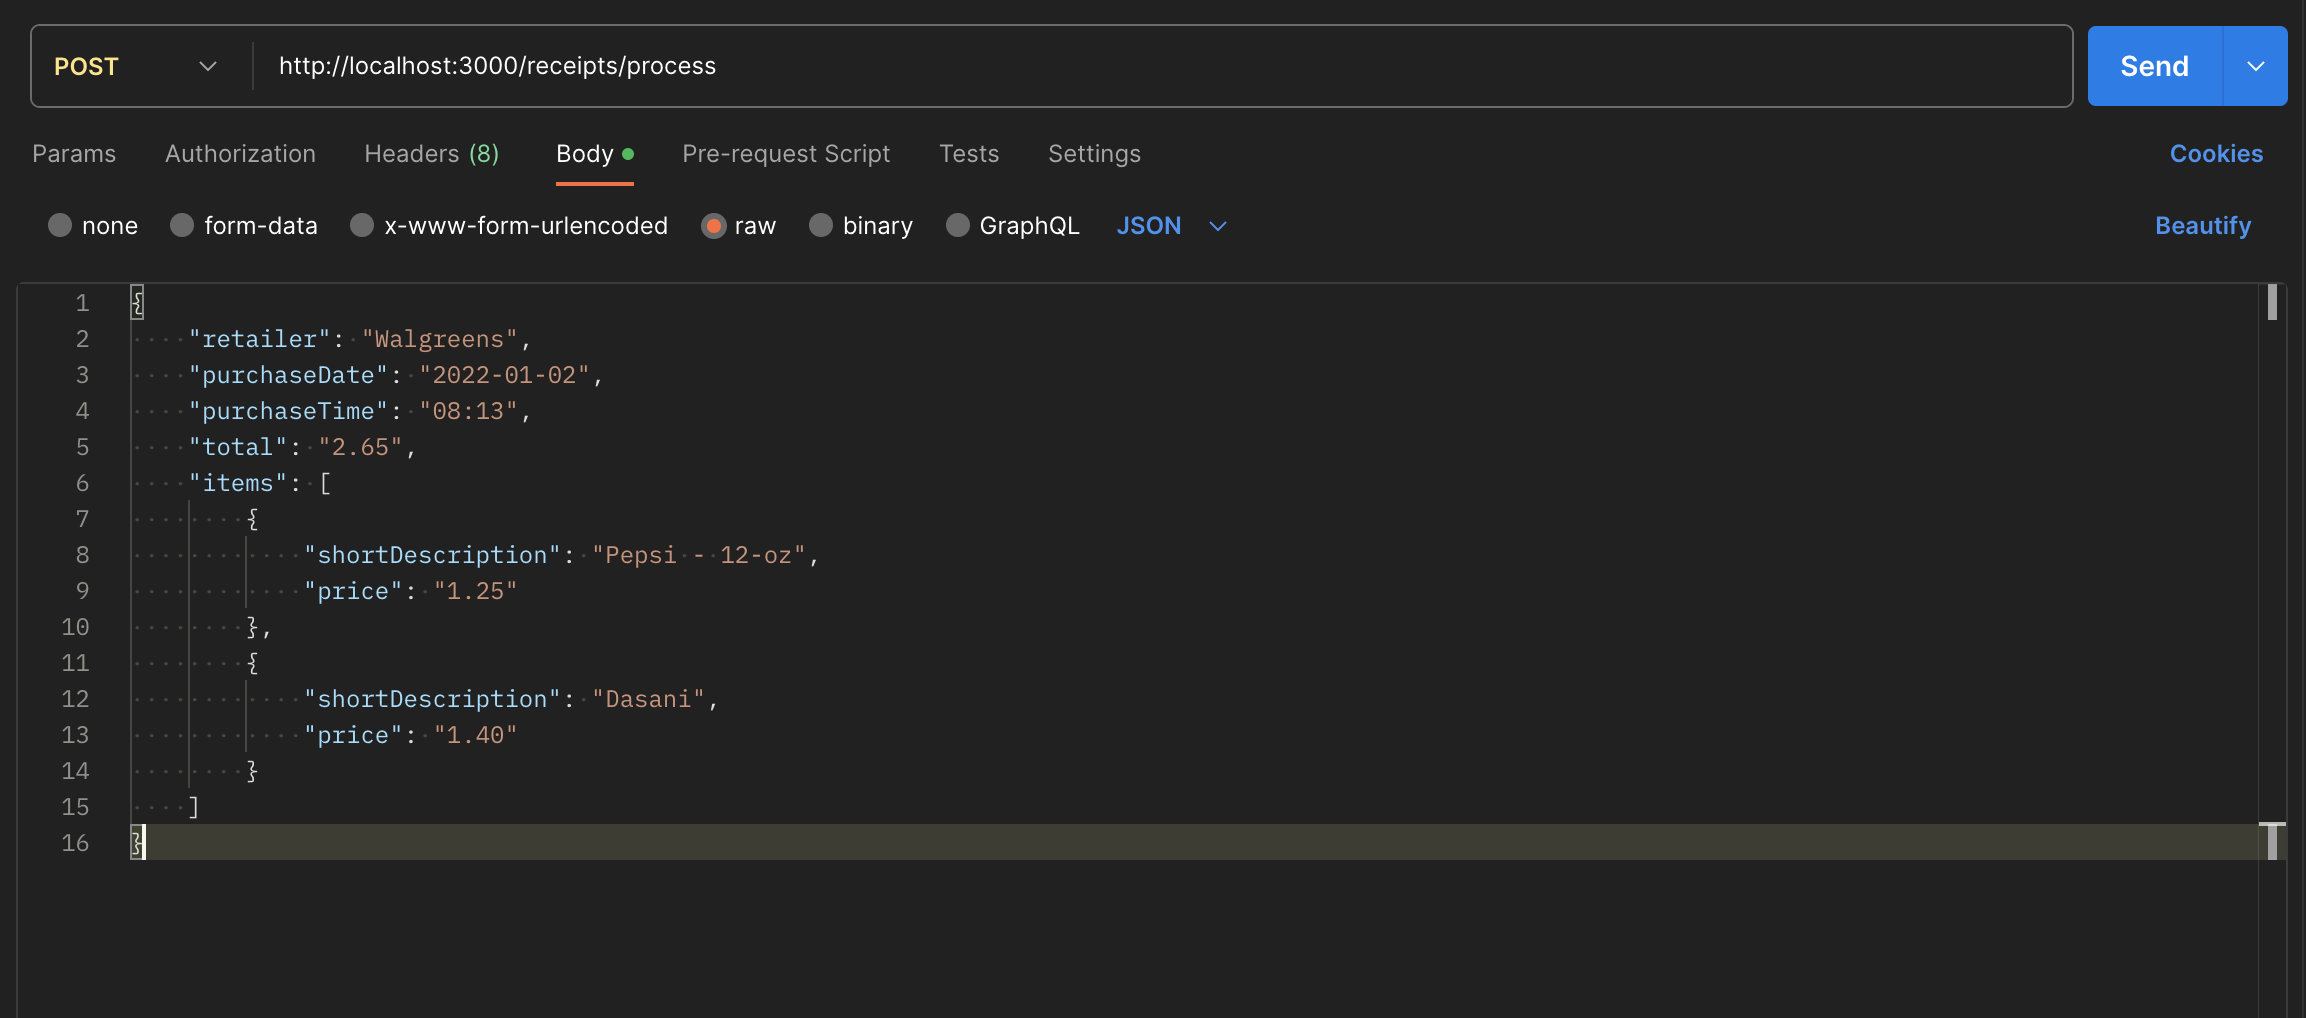 POST http://localhost:3000/receipts/process Send
Params Authorization Headers (8) Body Pre-request Script Tests Settings Cookies
none form-data x-www-form-urlencoded raw binary GraphQL JSON Beautify
1 {
2 "retailer": "Walgreens",
3 "purchaseDate": "2022-01-02",
4 "purchaseTime": "08:13",
5 "total": "2.65",
6 "items": [
7 {
8 "shortDescription": "Pepsi - 12-oz",
9 "price": "1.25"
10 },
11 {
12 "shortDescription": "Dasani",
13 "price": "1.40"
14 }
15 ]
16 }